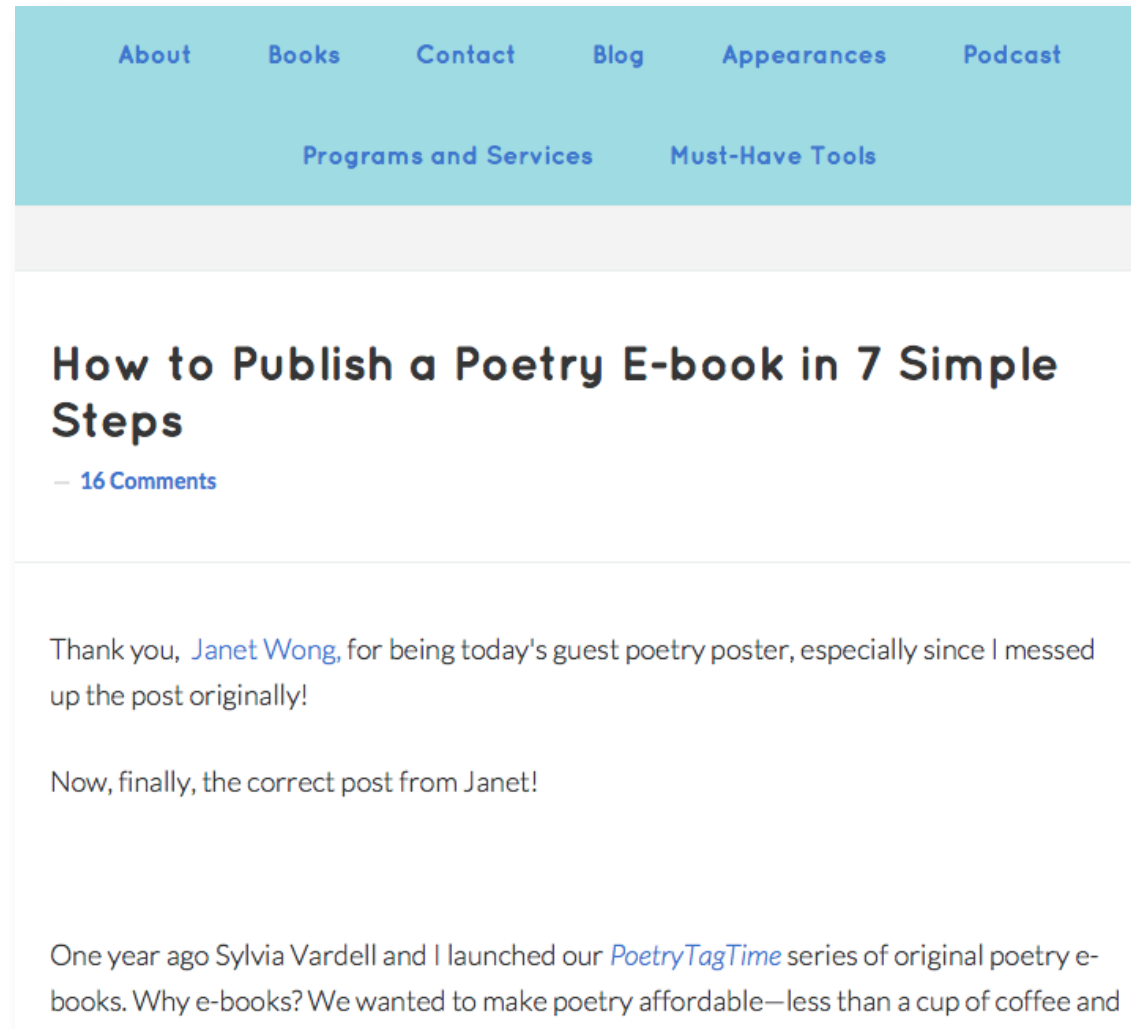 About Books Contact Blog Appearances Podcast
Programs and Services Must-Have Tools
How to Publish a Poetry E-book in 7 Simple
Steps
— 16 Comments
Thank you, Janet Wong, for being today's guest poetry poster, especially since I messed
up the post originally!
Now, finally, the correct post from Janet!
One year ago Sylvia Vardell and I launched our PoetryTagTime series of original poetry e-
books. Why e-books? We wanted to make poetry affordable—less than a cup of coffee and